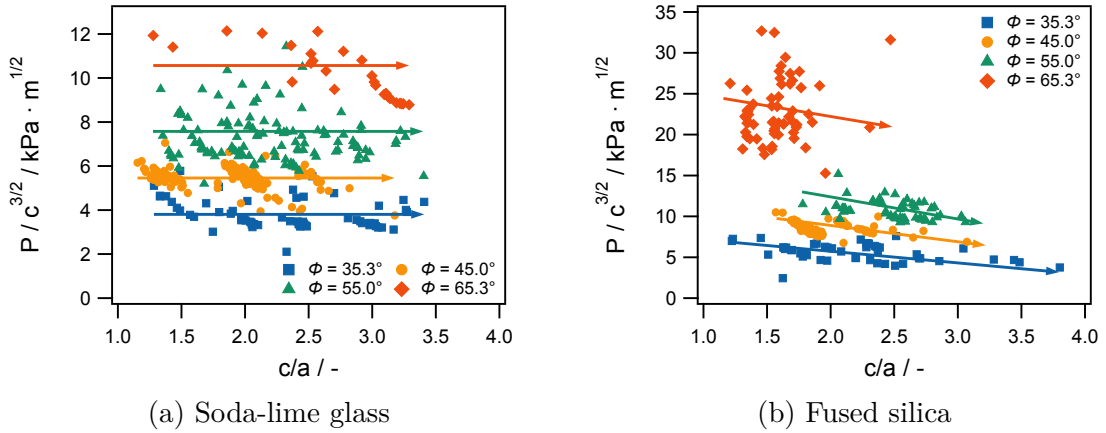 P / c^{3/2} / kPa · m^{1/2}
12
10
8
6
4
2
0
1.0 1.5 2.0 2.5 3.0 3.5 4.0
c/a / -
Φ = 35.3° Φ = 45.0°
Φ = 55.0° Φ = 65.3°
(a) Soda-lime glass
P / c^{3/2} / kPa · m^{1/2}
35
30
25
20
15
10
5
0
1.0 1.5 2.0 2.5 3.0 3.5 4.0
c/a / -
Φ = 35.3°
Φ = 45.0°
Φ = 55.0°
Φ = 65.3°
(b) Fused silica